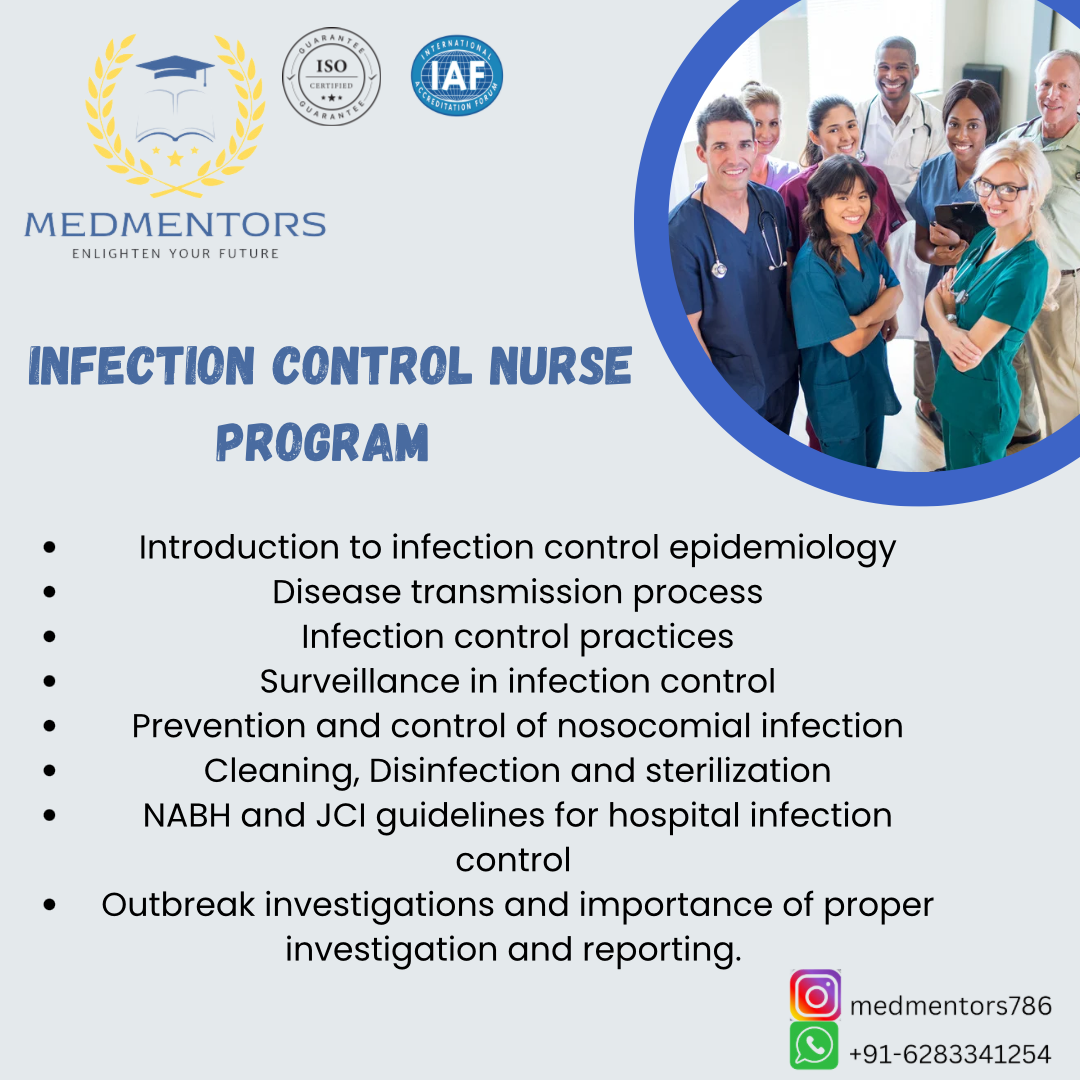 GUARANTEE
ISO
CERTIFIED
GUARANTEE
INTERNATIONAL
IAF
ACCREDITATION FORUM
MEDMENTORS
ENLIGHTEN YOUR FUTURE
INFECTION CONTROL NURSE
PROGRAM
• Introduction to infection control epidemiology
• Disease transmission process
• Infection control practices
• Surveillance in infection control
• Prevention and control of nosocomial infection
• Cleaning, Disinfection and sterilization
• NABH and JCI guidelines for hospital infection
control
• Outbreak investigations and importance of proper
investigation and reporting.
medmentors786
+91-6283341254